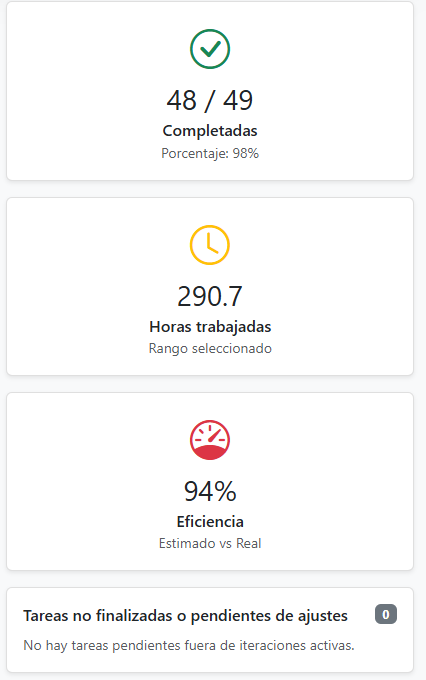 48 / 49
Completadas
Porcentaje: 98%
290.7
Horas trabajadas
Rango seleccionado
94%
Eficiencia
Estimado vs Real
Tareas no finalizadas o pendientes de ajustes 0
No hay tareas pendientes fuera de iteraciones activas.